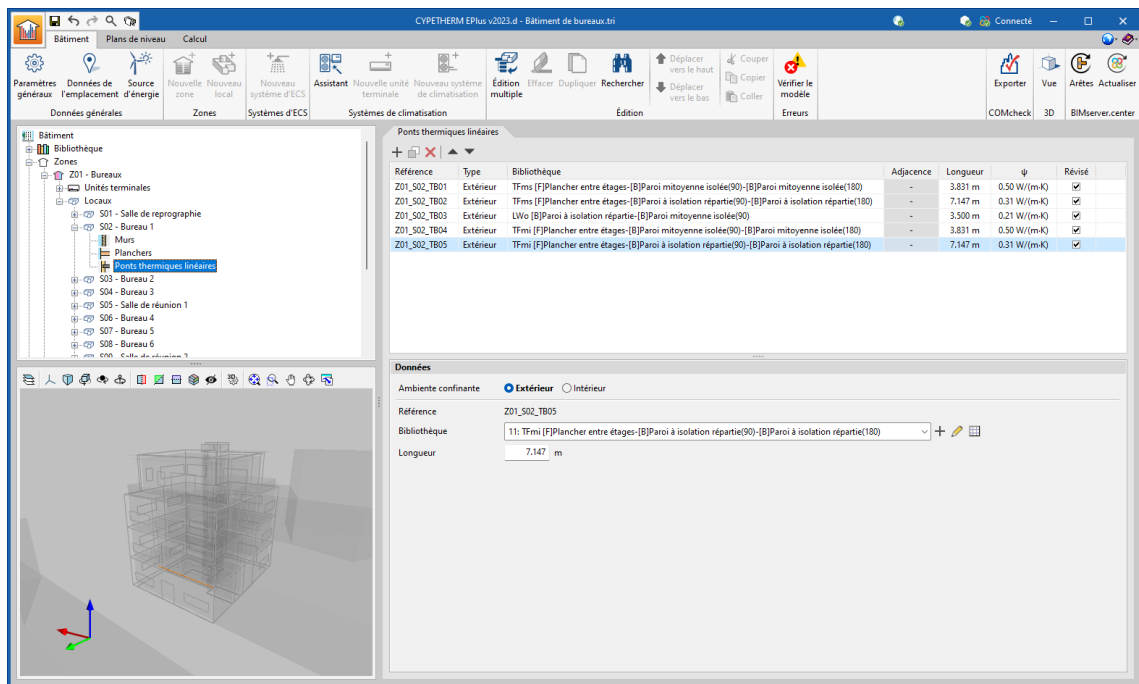 CYPETHERM EPlus v2023.d - Bâtiment de bureaux.tri
Connecté
Bâtiment Plans de niveau Calcul
Paramètres généraux
Données de l'emplacement
Source d'énergie
Nouvelle zone
Nouveau local
Nouveau système d'ECS
Assistant
Nouvelle unité terminale
Nouveau système de climatisation
Édition multiple
Effacer
Dupliquer
Rechercher
Déplacer vers le haut
Déplacer vers le bas
Couper
Copier
Coller
Vérifier le modèle
Exporter
Vue
Arêtes
Actualiser
Données générales
Zones
Systèmes d'ECS
Systèmes de climatisation
Édition
Erreurs
COMcheck
3D
BIMserver.center
Bâtiment
Bibliothèque
Zones
Z01 - Bureaux
Unités terminales
Locaux
S01 - Salle de reprographie
S02 - Bureau 1
Murs
Planchers
Ponts thermiques linéaires
S03 - Bureau 2
S04 - Bureau 3
S05 - Salle de réunion 1
S06 - Bureau 4
S07 - Bureau 5
S08 - Bureau 6
S09 - Salle de réunion 2
Ponts thermiques linéaires
Référence Type Bibliothèque Adjacence Longueur ψ Révisé
Z01_S02_TB01 Extérieur TFms [F]Plancher entre étages-[B]Paroi mitoyenne isolée(90)-[B]Paroi mitoyenne isolée(180) - 3.831 m 0.50 W/(m·K)
Z01_S02_TB02 Extérieur TFms [F]Plancher entre étages-[B]Paroi à isolation répartie(90)-[B]Paroi à isolation répartie(180) - 7.147 m 0.31 W/(m·K)
Z01_S02_TB03 Extérieur LWo [B]Paroi à isolation répartie-[B]Paroi mitoyenne isolée(90) - 3.500 m 0.21 W/(m·K)
Z01_S02_TB04 Extérieur TFmi [F]Plancher entre étages-[B]Paroi mitoyenne isolée(90)-[B]Paroi mitoyenne isolée(180) - 3.831 m 0.50 W/(m·K)
Z01_S02_TB05 Extérieur TFmi [F]Plancher entre étages-[B]Paroi à isolation répartie(90)-[B]Paroi à isolation répartie(180) - 7.147 m 0.31 W/(m·K)
Données
Ambiente confinante Extérieur Intérieur
Référence Z01_S02_TB05
Bibliothèque 11: TFmi [F]Plancher entre étages-[B]Paroi à isolation répartie(90)-[B]Paroi à isolation répartie(180)
Longueur 7.147 m